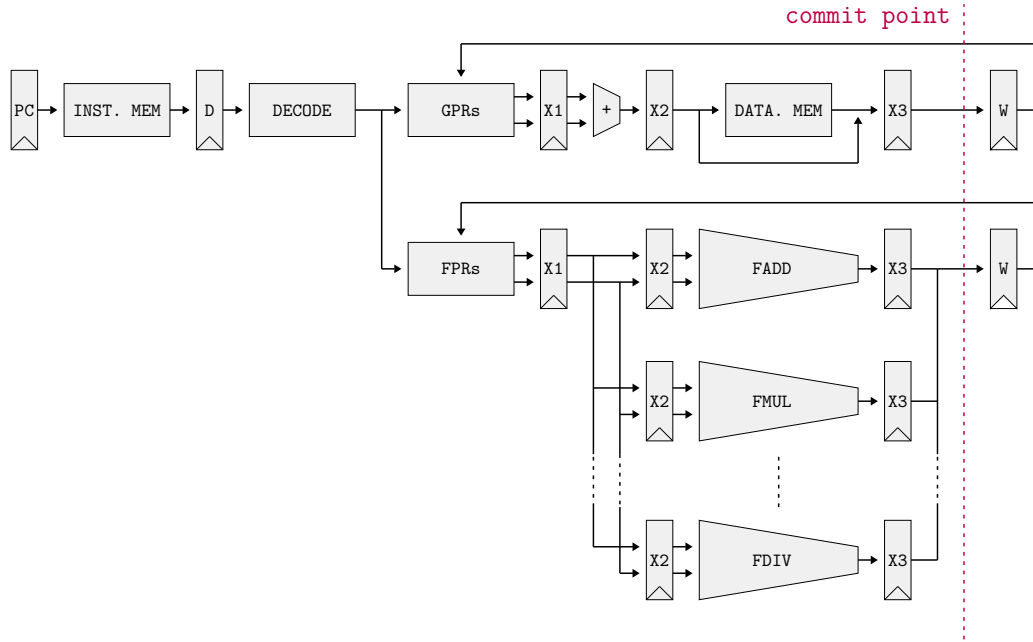 commit point
PC
INST. MEM
D
DECODE
GPRs
X1
+
X2
DATA. MEM
X3
W
FPRs
X1
X2
FADD
X3
W
X2
FMUL
X3
X2
FDIV
X3